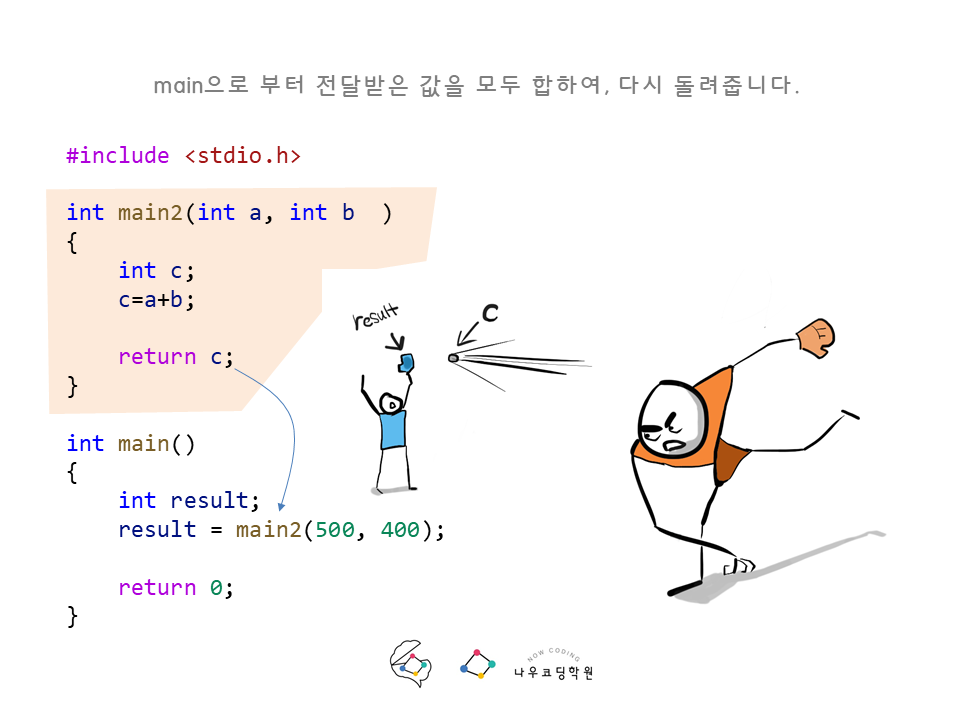 main으로 부터 전달받은 값을 모두 합하여, 다시 돌려줍니다.
#include <stdio.h>
int main2(int a, int b  )
{
    int c;
    c=a+b;
    return c;
}
result
c
int main()
{
    int result;
    result = main2(500, 400);
    return 0;
}
NOW CODING
나우코딩학원